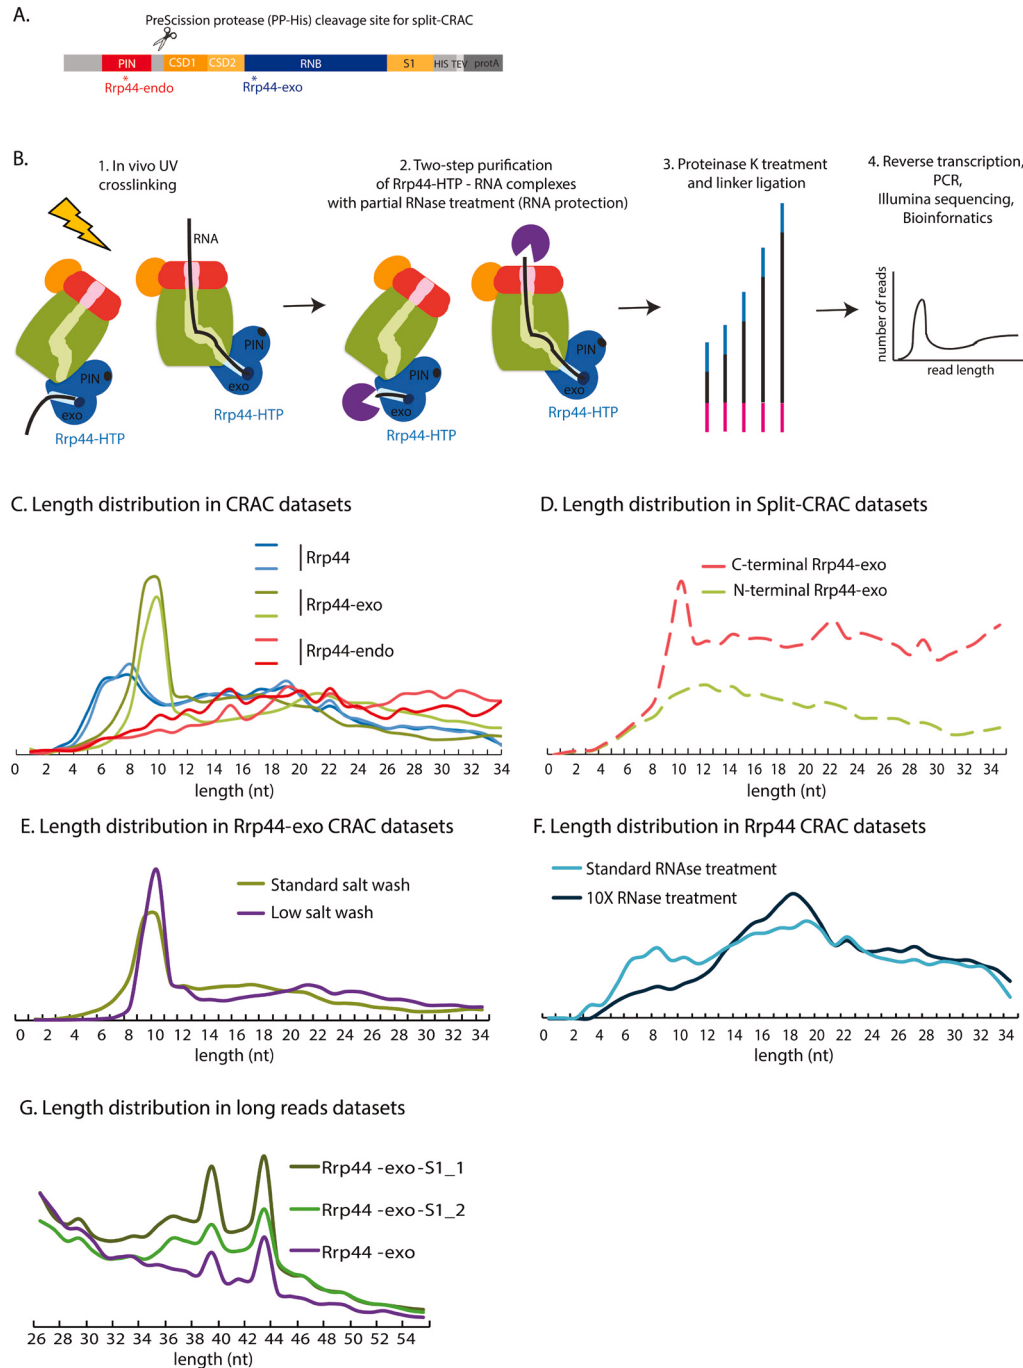 A.
PreScission protease (PP-His) cleavage site for split-CRAC
PIN CSD1 CSD2 RNB S1 HIS TEV protA
* *
Rrp44-endo Rrp44-exo
B.
1. In vivo UV
crosslinking
2. Two-step purification
of Rrp44-HTP - RNA complexes
with partial RNase treatment (RNA protection)
3. Proteinase K treatment
and linker ligation
4. Reverse transcription,
PCR,
Illumina sequencing,
Bioinfornatics
RNA
PIN
exo
Rrp44-HTP
PIN
exo
Rrp44-HTP
PIN
exo
Rrp44-HTP
PIN
exo
Rrp44-HTP
number of reads
read length
C. Length distribution in CRAC datasets
Rrp44
Rrp44-exo
Rrp44-endo
0 2 4 6 8 10 12 14 16 18 20 22 24 26 28 30 32 34
length (nt)
D. Length distribution in Split-CRAC datasets
C-terminal Rrp44-exo
N-terminal Rrp44-exo
0 2 4 6 8 10 12 14 16 18 20 22 24 26 28 30 32 34
length (nt)
E. Length distribution in Rrp44-exo CRAC datasets
Standard salt wash
Low salt wash
0 2 4 6 8 10 12 14 16 18 20 22 24 26 28 30 32 34
length (nt)
F. Length distribution in Rrp44 CRAC datasets
Standard RNAse treatment
10X RNase treatment
0 2 4 6 8 10 12 14 16 18 20 22 24 26 28 30 32 34
length (nt)
G. Length distribution in long reads datasets
Rrp44 -exo-S1_1
Rrp44 -exo-S1_2
Rrp44 -exo
26 28 30 32 34 36 38 40 42 44 46 48 50 52 54
length (nt)